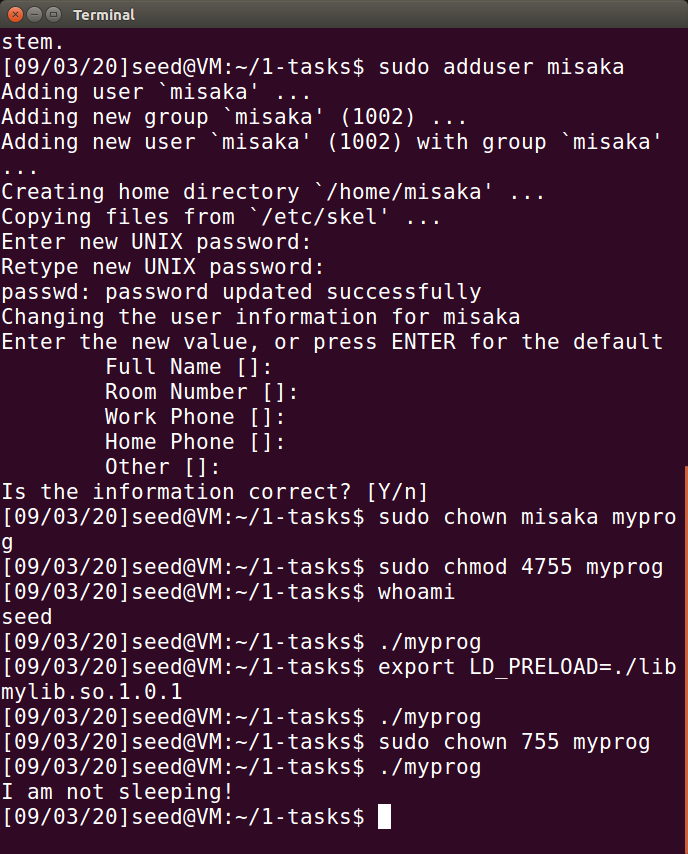 Terminal
stem.
[09/03/20]seed@VM:~/1-tasks$ sudo adduser misaka
Adding user `misaka' ...
Adding new group `misaka' (1002) ...
Adding new user `misaka' (1002) with group `misaka'
...
Creating home directory `/home/misaka' ...
Copying files from `/etc/skel' ...
Enter new UNIX password:
Retype new UNIX password:
passwd: password updated successfully
Changing the user information for misaka
Enter the new value, or press ENTER for the default
        Full Name []:
        Room Number []:
        Work Phone []:
        Home Phone []:
        Other []:
Is the information correct? [Y/n]
[09/03/20]seed@VM:~/1-tasks$ sudo chown misaka mypro
g
[09/03/20]seed@VM:~/1-tasks$ sudo chmod 4755 myprog
[09/03/20]seed@VM:~/1-tasks$ whoami
seed
[09/03/20]seed@VM:~/1-tasks$ ./myprog
[09/03/20]seed@VM:~/1-tasks$ export LD_PRELOAD=./lib
mylib.so.1.0.1
[09/03/20]seed@VM:~/1-tasks$ ./myprog
[09/03/20]seed@VM:~/1-tasks$ sudo chown 755 myprog
[09/03/20]seed@VM:~/1-tasks$ ./myprog
I am not sleeping!
[09/03/20]seed@VM:~/1-tasks$